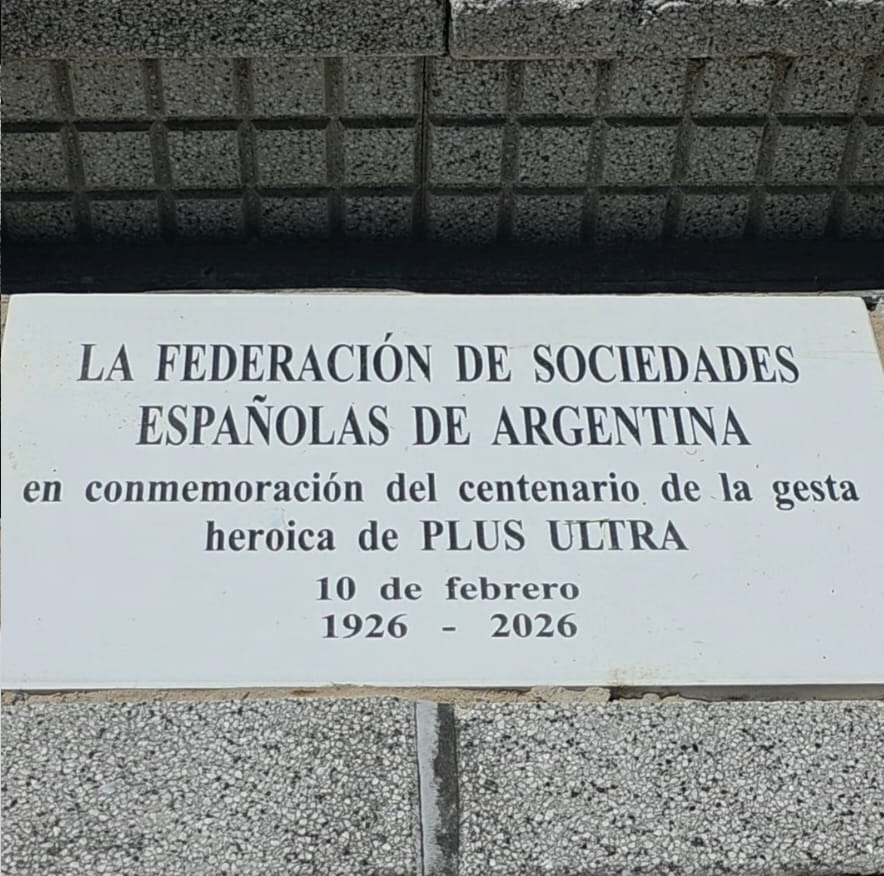 LA FEDERACIÓN DE SOCIEDADES
ESPAÑOLAS DE ARGENTINA
en conmemoración del centenario de la gesta
heroica de PLUS ULTRA
10 de febrero
1926 - 2026